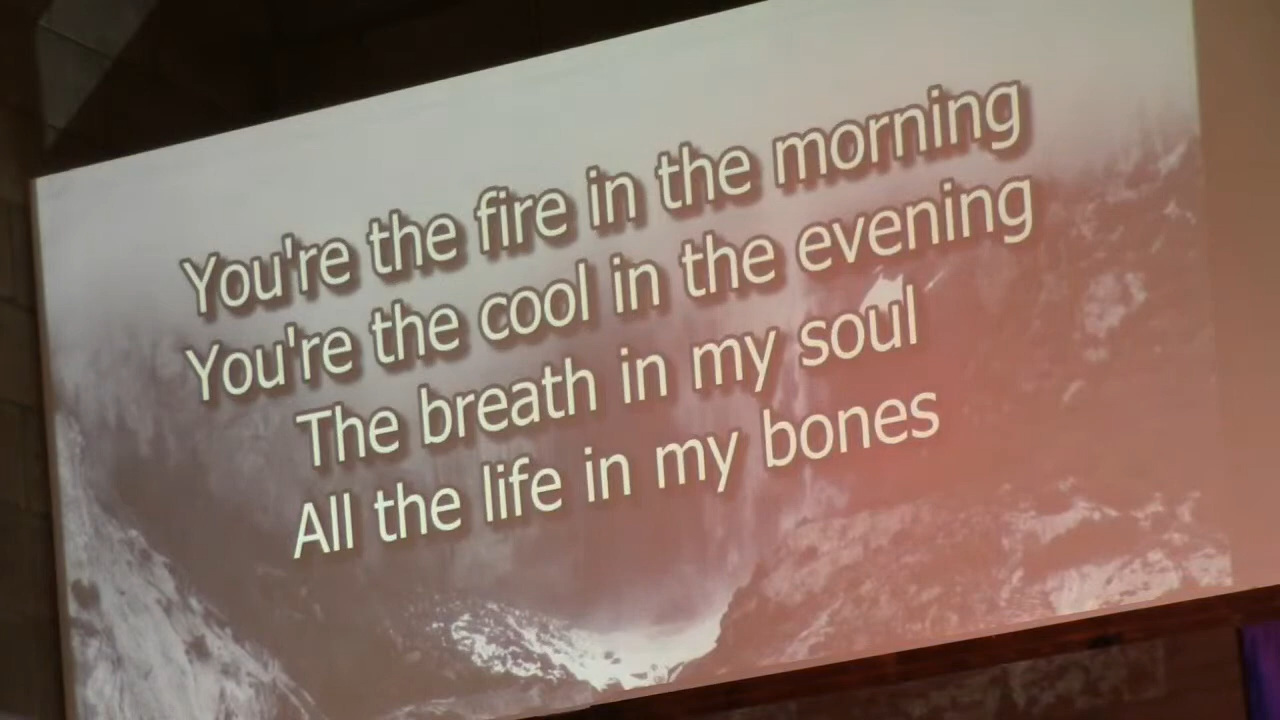 You're the fire in the morning
You're the cool in the evening
The breath in my soul
All the life in my bones